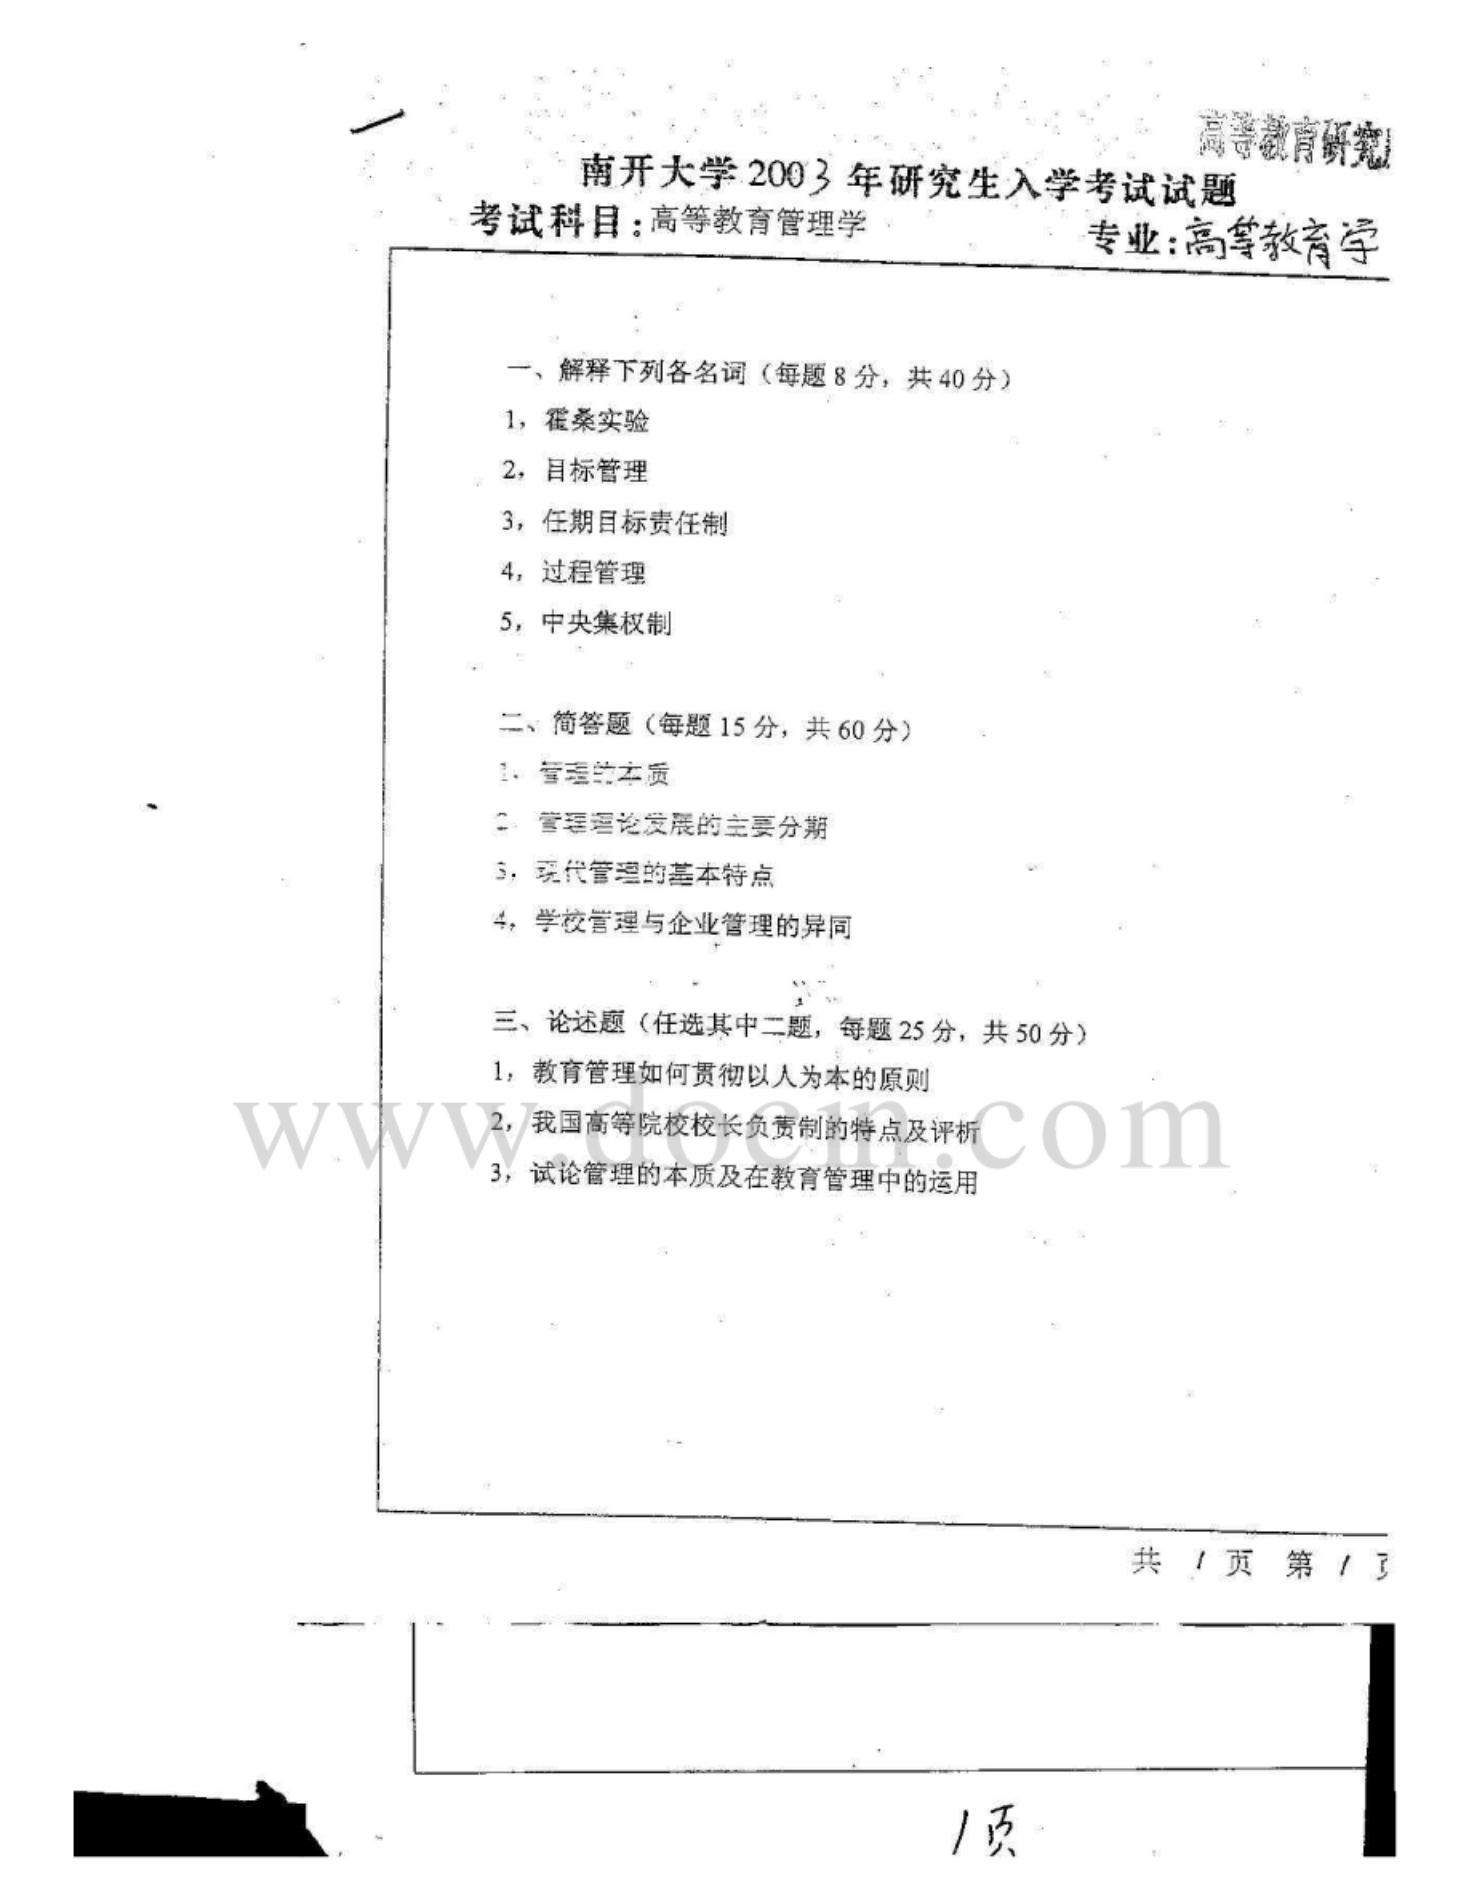 高等教育研究
南开大学2003年研究生入学考试试题
考试科目:高等教育管理学
专业:高等教育学
一、解释下列各名词（每题8分，共40分）
1，霍桑实验
2，目标管理
3，任期目标责任制
4，过程管理
5，中央集权制
二、简答题（每题15分，共60分）
1、管理的本质
2 管理理论发展的主要分期
3，现代管理的基本特点
4，学校管理与企业管理的异同
三、论述题（任选其中二题，每题25分，共50分）
1，教育管理如何贯彻以人为本的原则
www.docin.com
2，我国高等院校校长负责制的特点及评析
3，试论管理的本质及在教育管理中的运用
共 1 页 第 1 页
1页